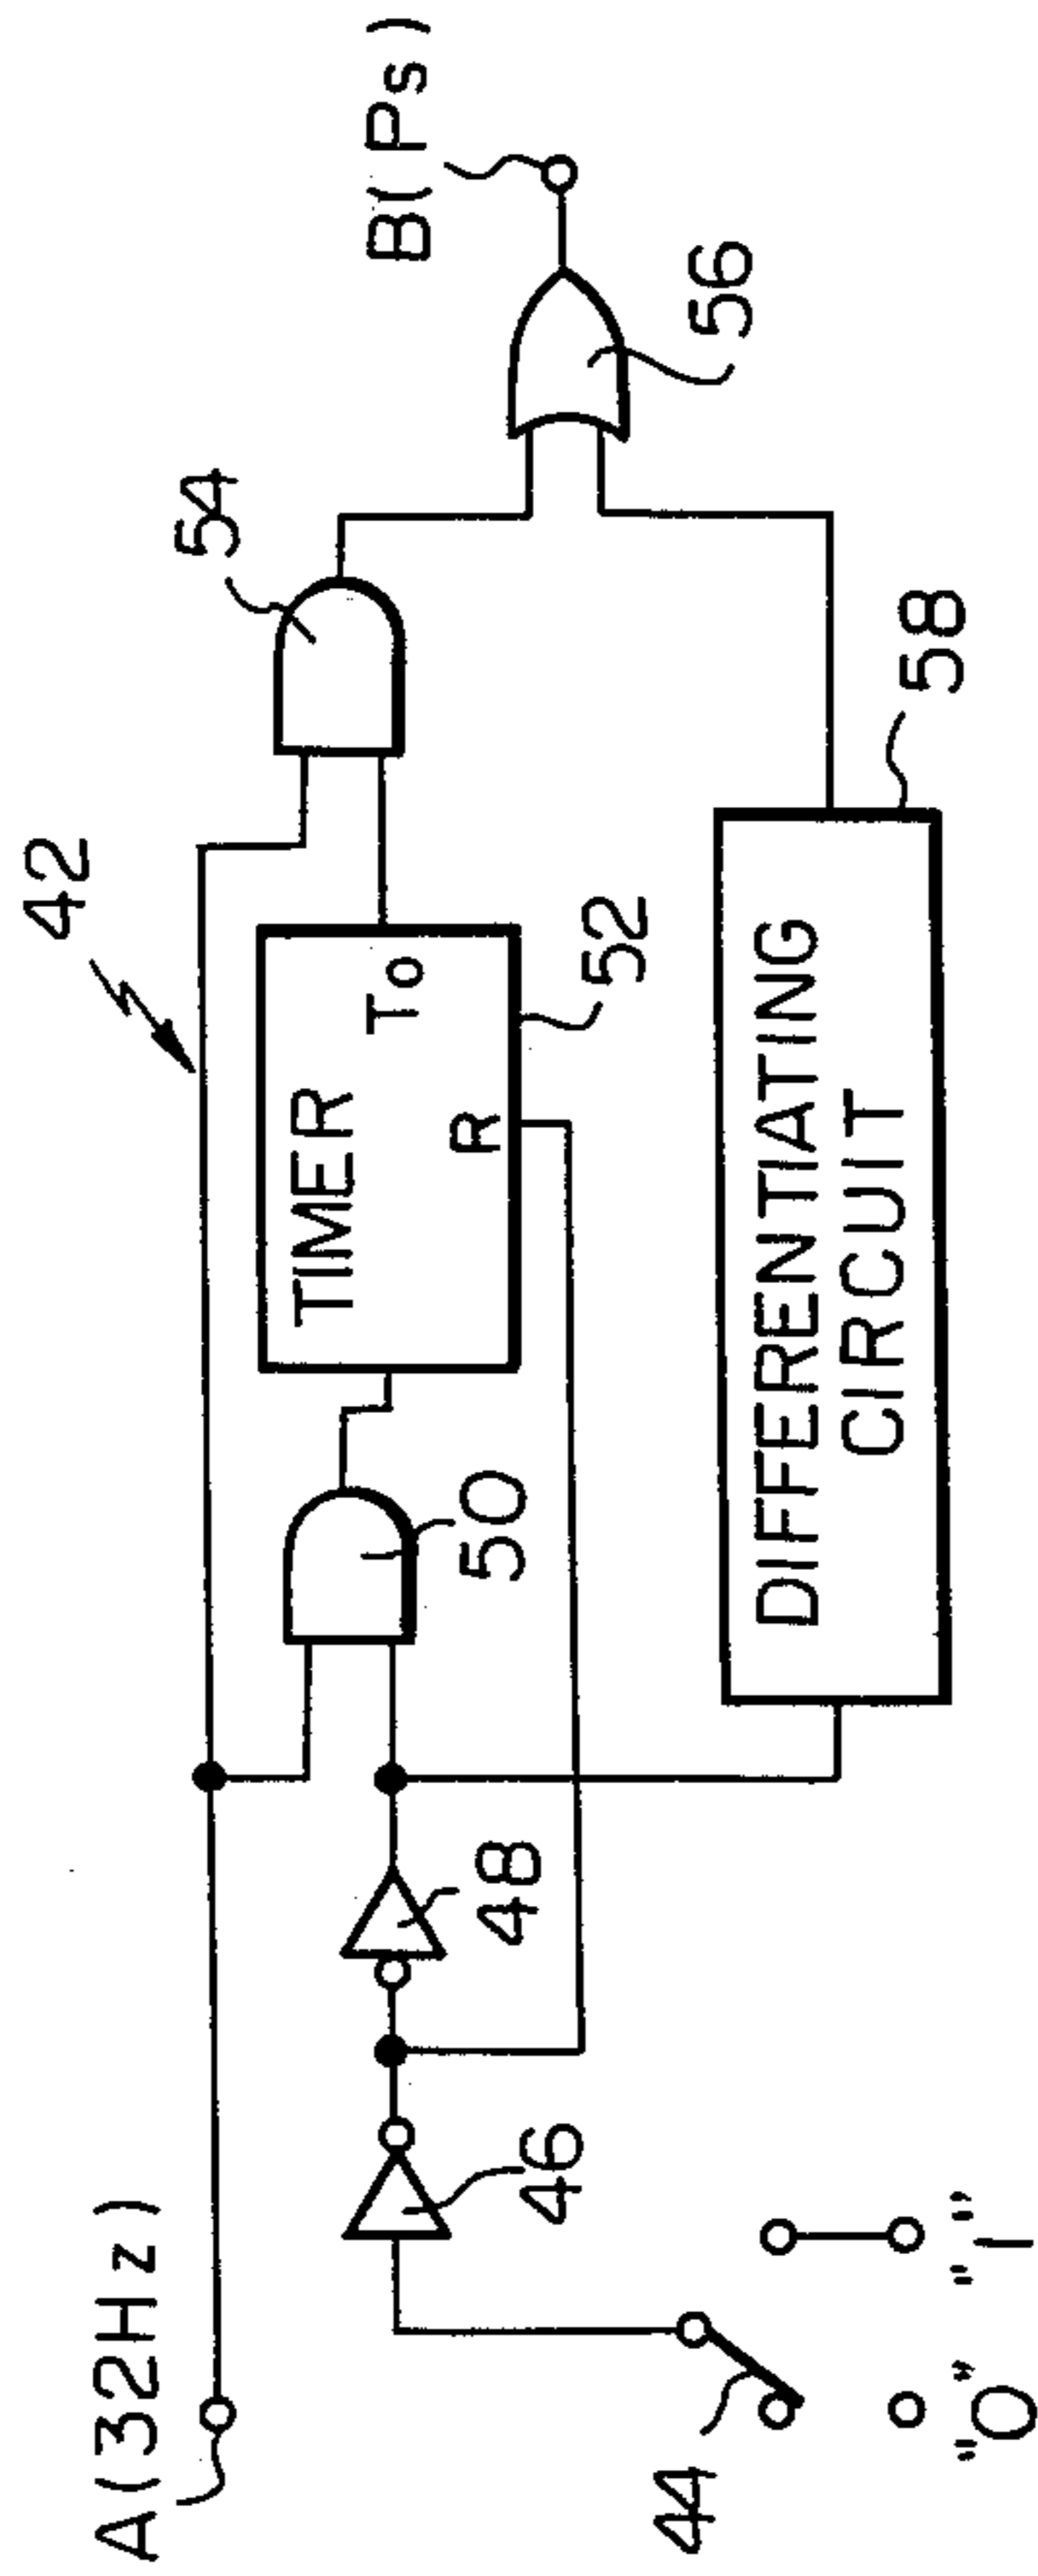 A(32Hz)
42
54
B(Ps)
56
TIMER
To
R
52
50
48
46
44
"0"
"1"
DIFFERENTIATING
CIRCUIT
58